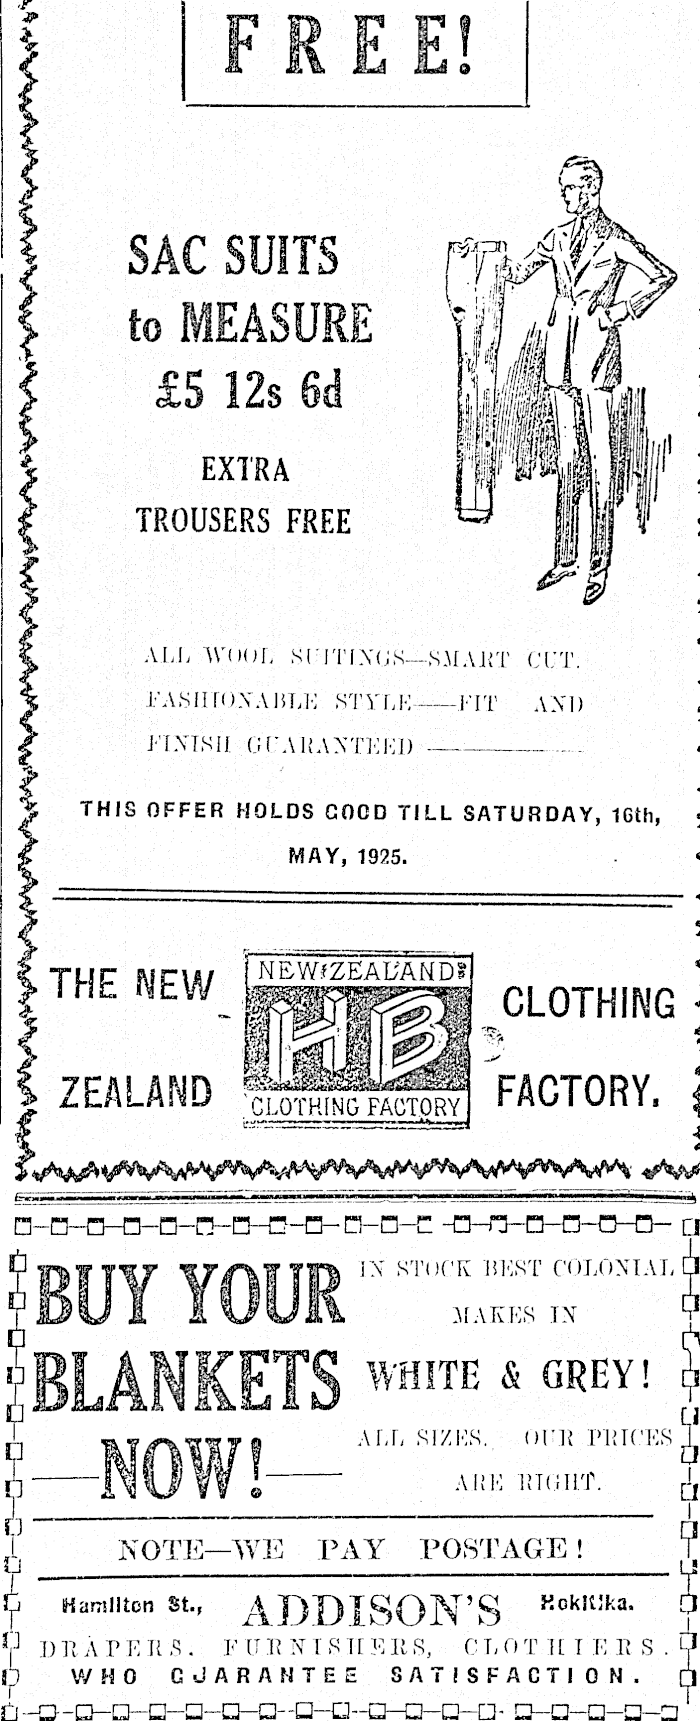 FREE!
SAC SUITS
to MEASURE
£5 12s 6d
EXTRA
TROUSERS FREE
ALL WOOL SUITINGS—SMART CUT.
FASHIONABLE STYLE——FIT AND
FINISH GUARANTEED ————
THIS OFFER HOLDS GOOD TILL SATURDAY, 16th,
MAY, 1925.
THE NEW
ZEALAND
NEW ZEALAND
HB
CLOTHING FACTORY
CLOTHING
FACTORY.
BUY YOUR
BLANKETS
—NOW!—
IN STOCK BEST COLONIAL
MAKES IN
WHITE & GREY!
ALL SIZES. OUR PRICES
ARE RIGHT.
NOTE—WE PAY POSTAGE!
Hamilton St., ADDISON'S Hokitika.
DRAPERS, FURNISHERS, CLOTHIERS.
WHO GUARANTEE SATISFACTION.